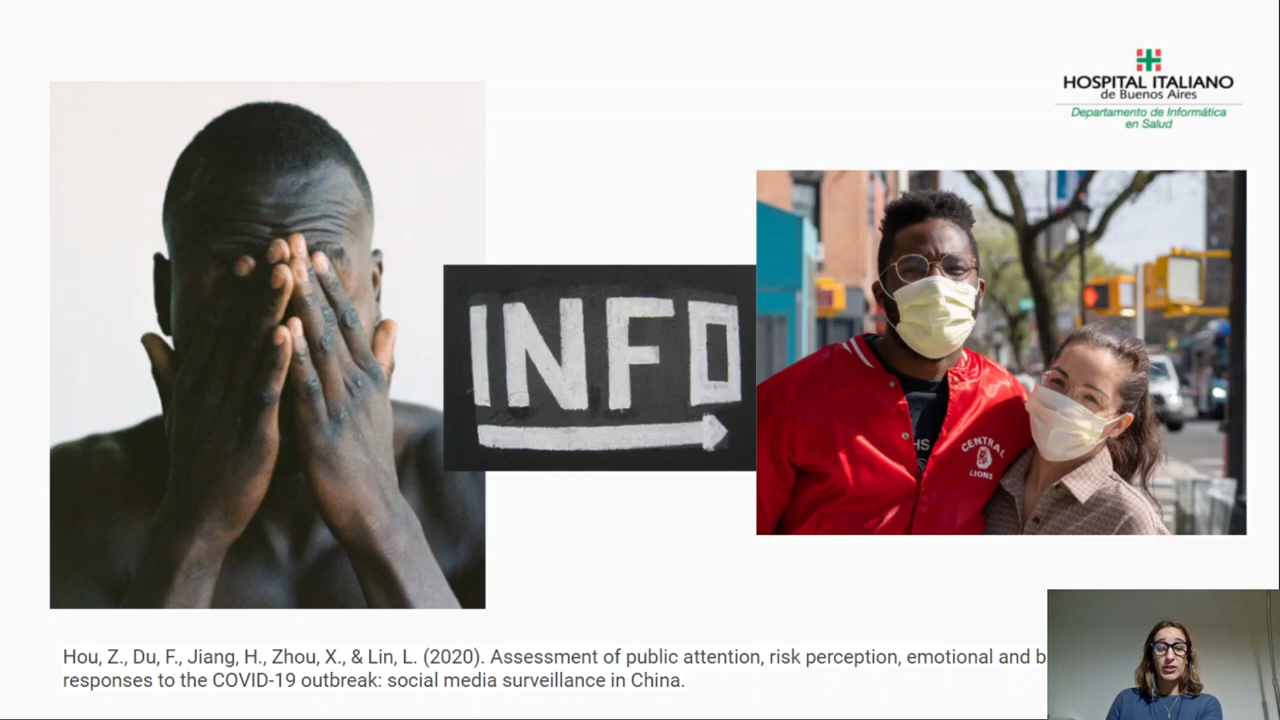 HOSPITAL ITALIANO
de Buenos Aires
Departamento de Informática
en Salud
INFO
HS
CENTRAL
LIONS
Hou, Z., Du, F., Jiang, H., Zhou, X., & Lin, L. (2020). Assessment of public attention, risk perception, emotional and b
responses to the COVID-19 outbreak: social media surveillance in China.